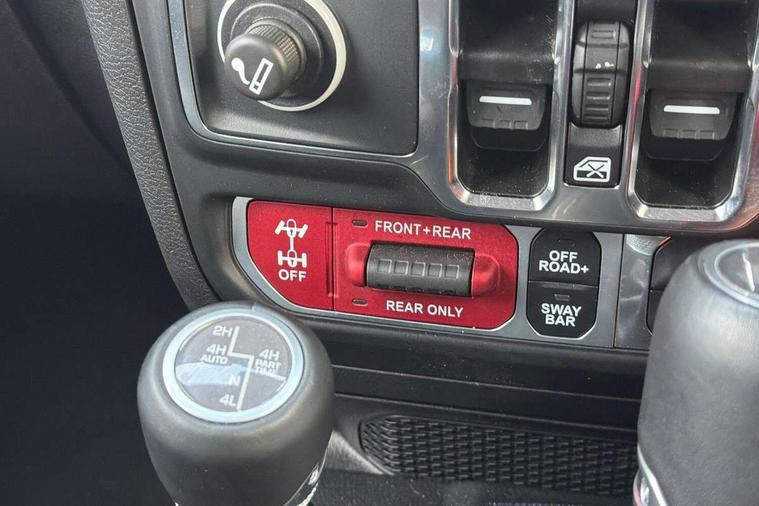 FRONT+REAR
OFF
REAR ONLY
OFF
ROAD+
SWAY
BAR
2H
4H
AUTO
4H
PART
TIME
N
4L